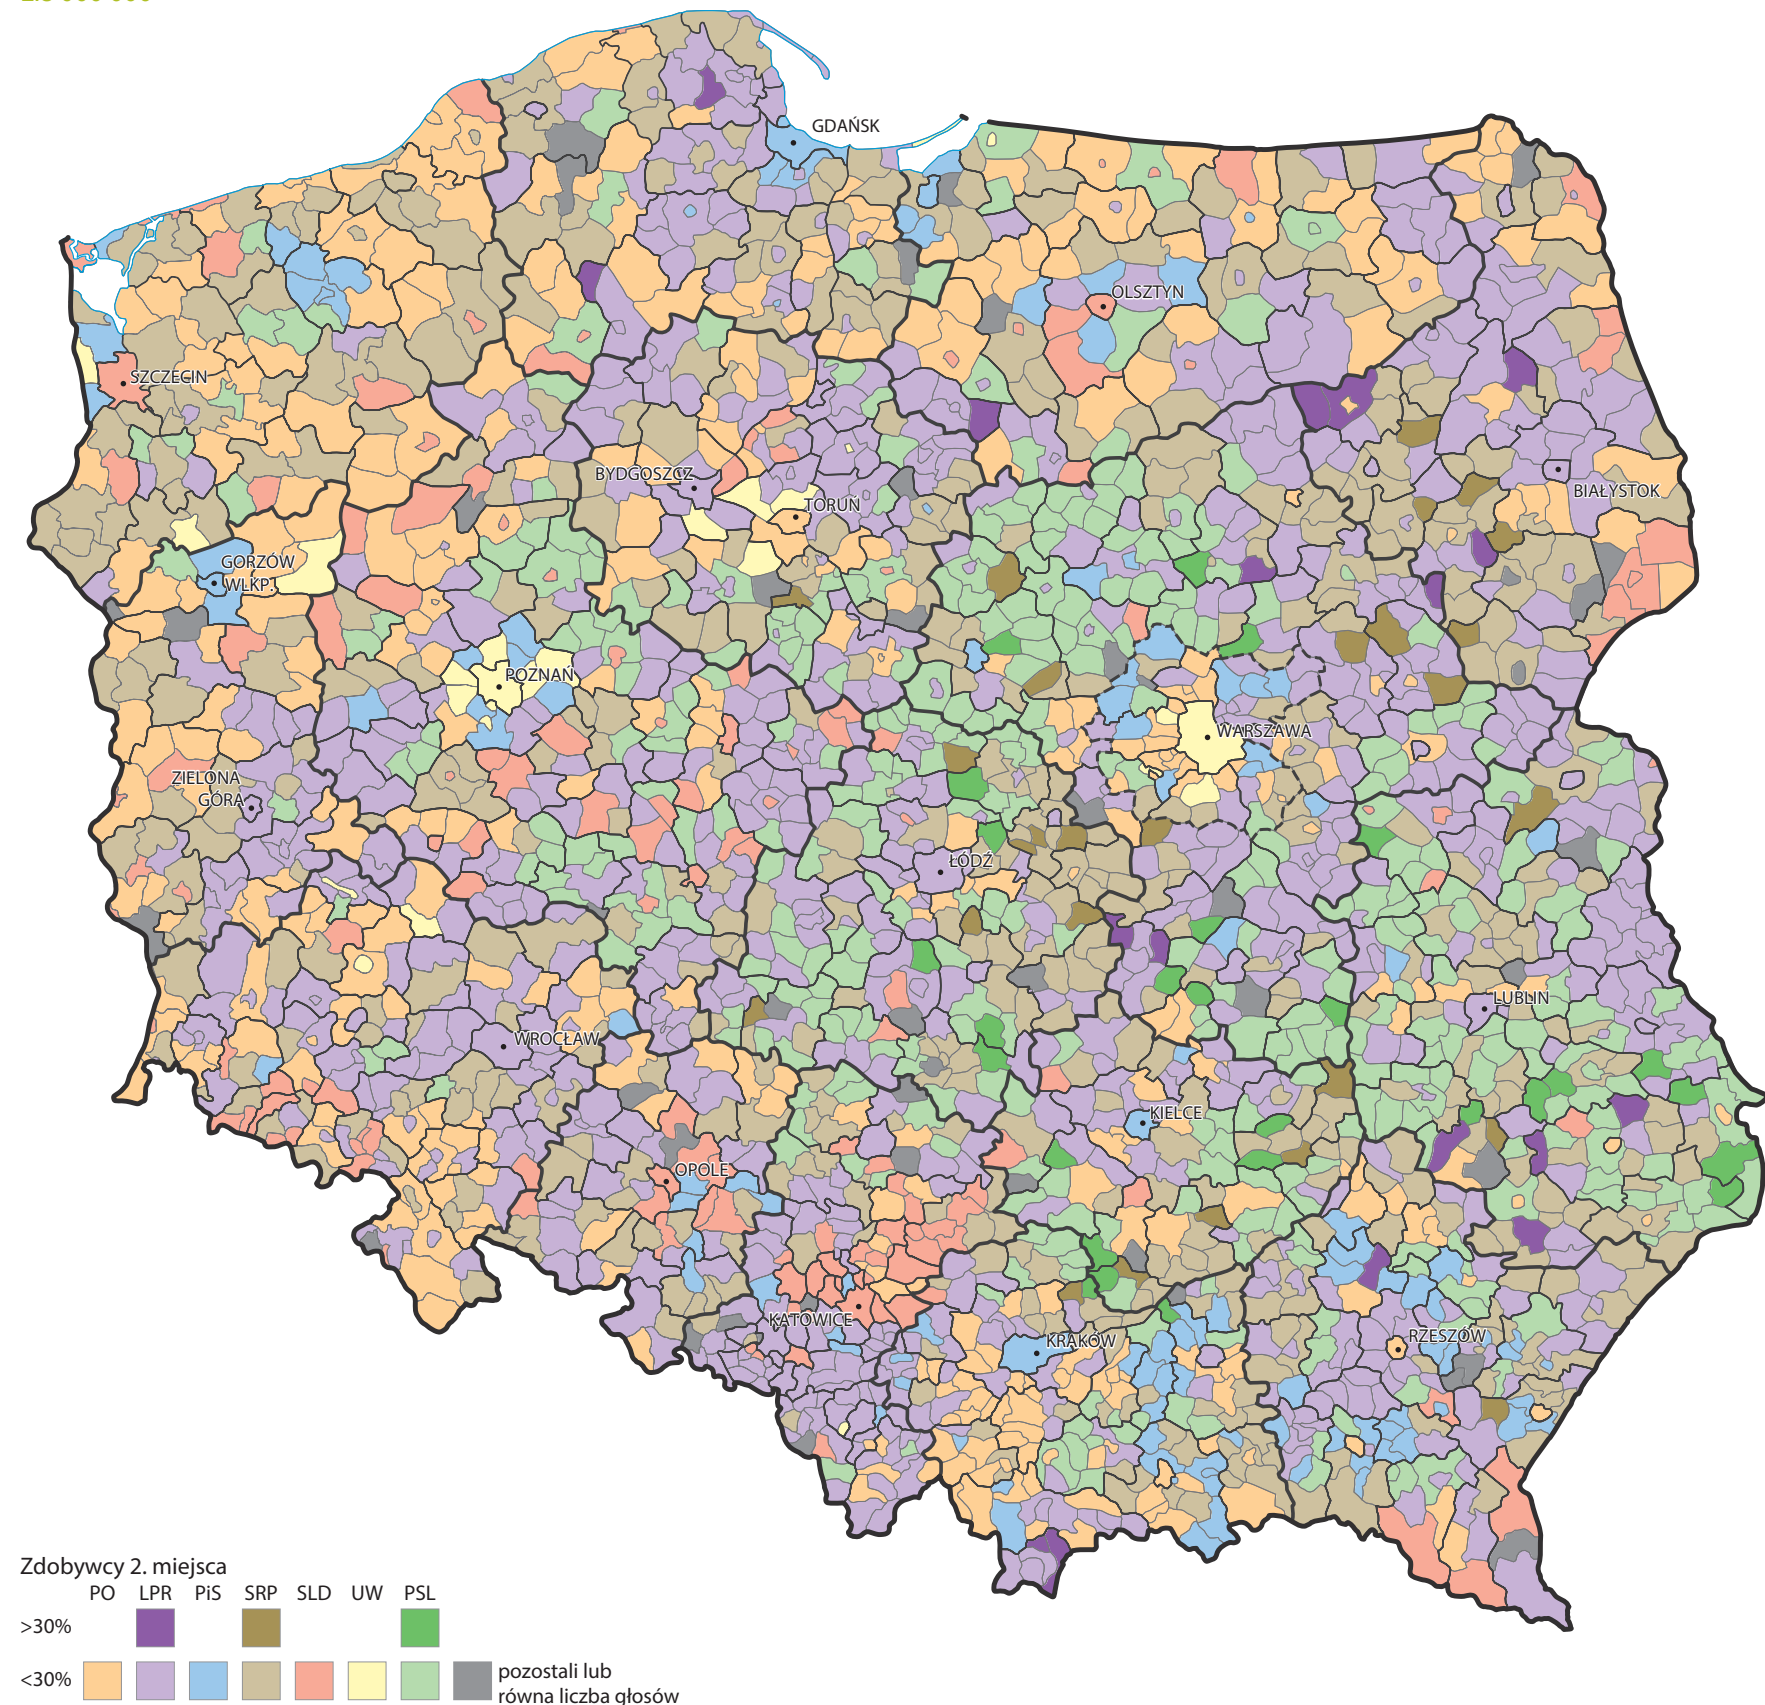 GDAŃSK
OLSZTYN
SZCZECIN
BYDGOSZCZ
BIAŁYSTOK
TORUŃ
GORZÓW
WLKP.
POZNAŃ
WARSZAWA
ZIELONA
GÓRA
ŁÓDŹ
LUBLIN
WROCŁAW
KIELCE
OPOLE
KATOWICE
KRAKÓW
RZESZÓW
Zdobywcy 2. miejsca
PO LPR PiS SRP SLD UW PSL
>30%
<30% pozostali lub
równa liczba głosów